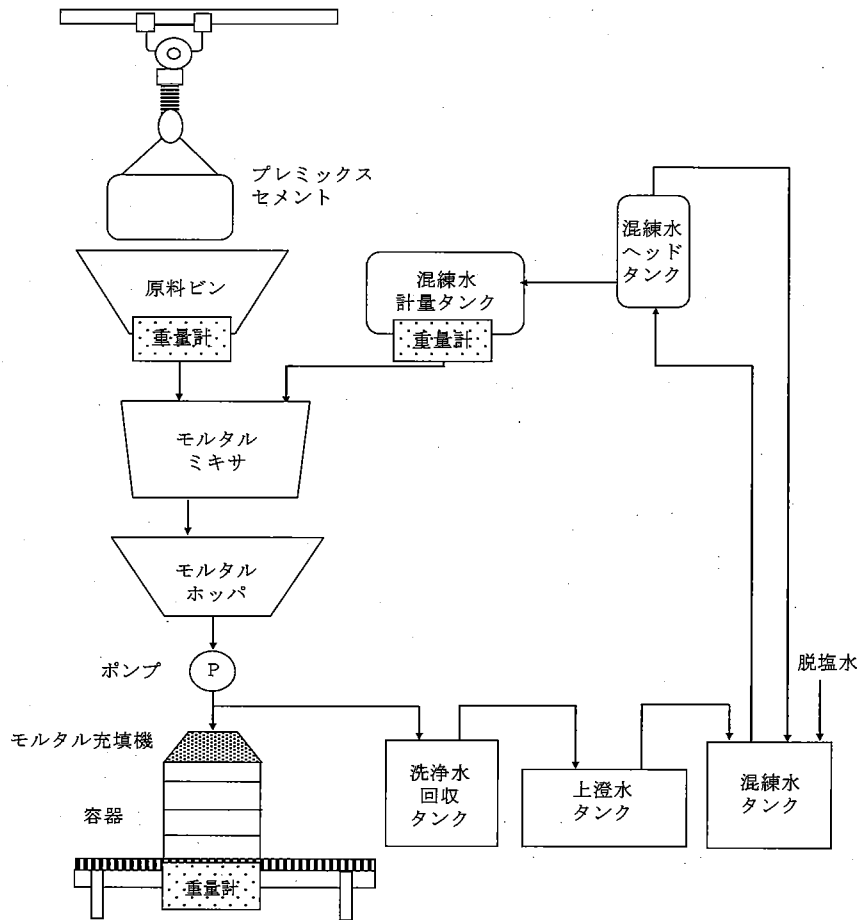 プレミックス
セメント
混練水
ヘッド
タンク
原料ビン
重量計
混練水
計量タンク
重量計
モルタル
ミキサ
モルタル
ホッパ
ポンプ
P
脱塩水
モルタル充填機
洗浄水
回収
タンク
上澄水
タンク
混練水
タンク
容器
重量計